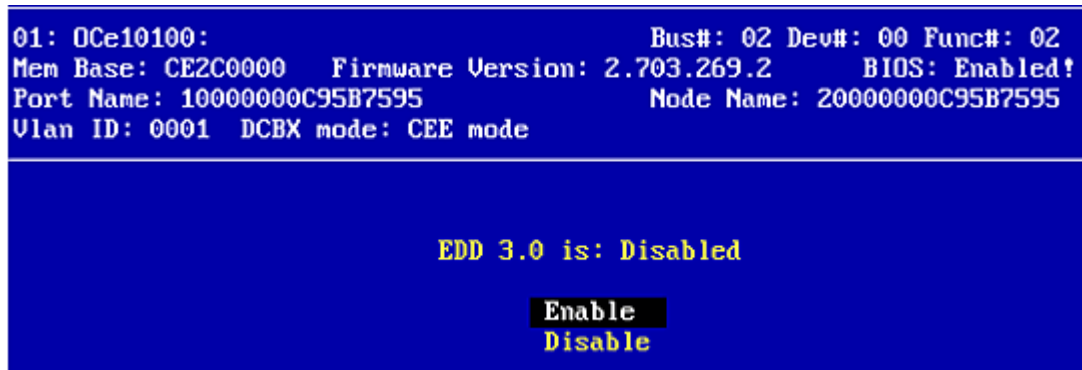 01: OCe10100: Bus#: 02 Dev#: 00 Func#: 02
Mem Base: CE2C0000 Firmware Version: 2.703.269.2 BIOS: Enabled!
Port Name: 10000000C95B7595 Node Name: 20000000C95B7595
Vlan ID: 0001 DCBX mode: CEE mode
EDD 3.0 is: Disabled
Enable
Disable